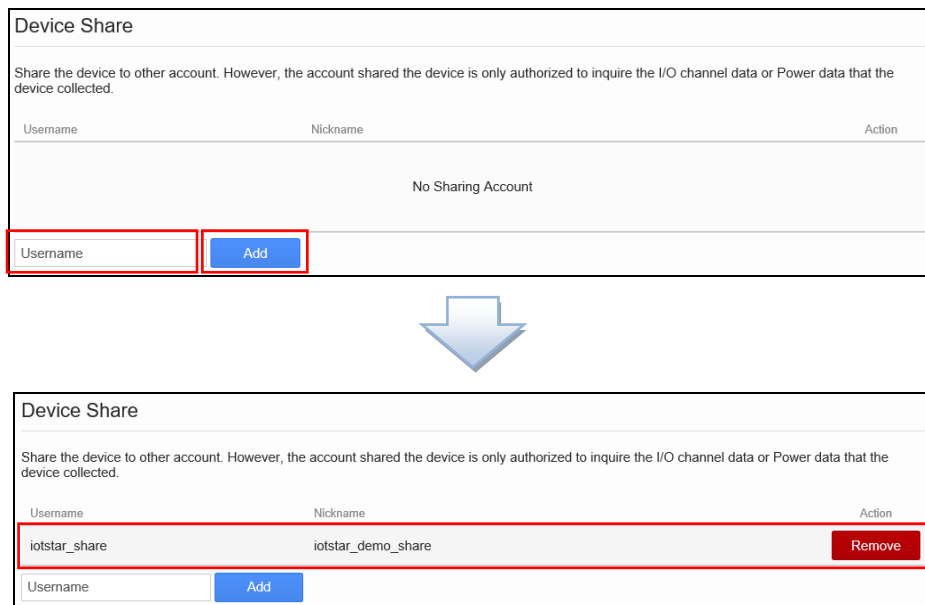 Device Share
Share the device to other account. However, the account shared the device is only authorized to inquire the I/O channel data or Power data that the
device collected.
Username Nickname Action
No Sharing Account
Username Add
Device Share
Share the device to other account. However, the account shared the device is only authorized to inquire the I/O channel data or Power data that the
device collected.
Username Nickname Action
iotstar_share iotstar_demo_share Remove
Username Add